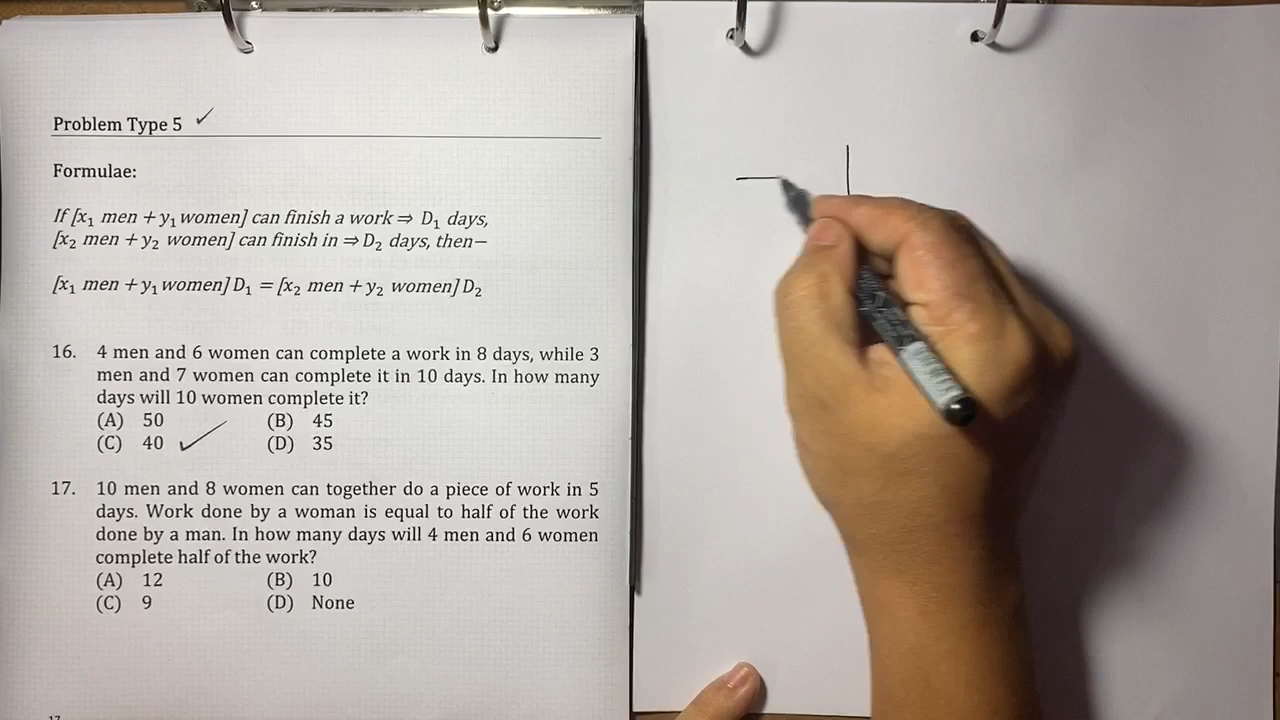 Problem Type 5
Formulae:
If [x₁ men + y₁ women] can finish a work ⇒ D₁ days,
[x₂ men + y₂ women] can finish in ⇒ D₂ days, then—
[x₁ men + y₁ women] D₁ = [x₂ men + y₂ women] D₂
16. 4 men and 6 women can complete a work in 8 days, while 3
men and 7 women can complete it in 10 days. In how many
days will 10 women complete it?
(A) 50 (B) 45
(C) 40 (D) 35
17. 10 men and 8 women can together do a piece of work in 5
days. Work done by a woman is equal to half of the work
done by a man. In how many days will 4 men and 6 women
complete half of the work?
(A) 12 (B) 10
(C) 9 (D) None